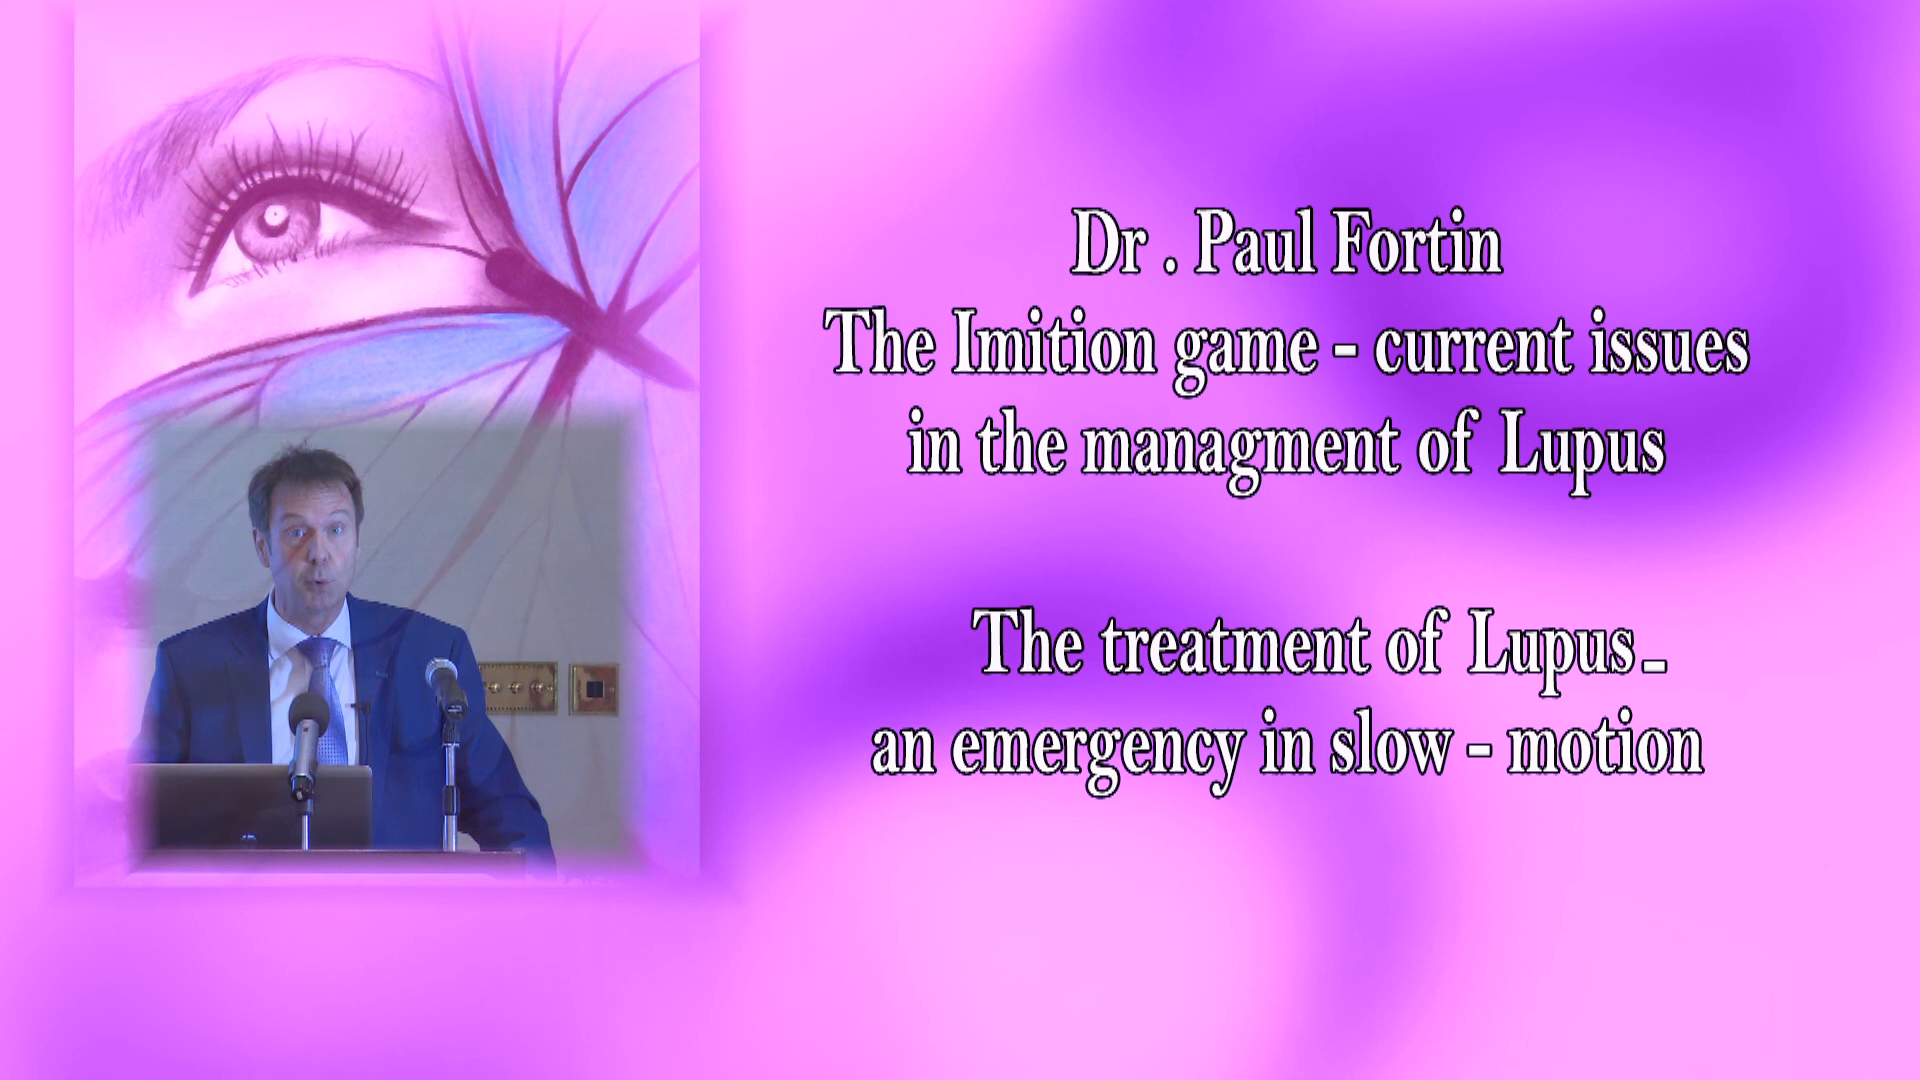 Dr . Paul Fortin
The Imition game - current issues
in the managment of Lupus
The treatment of Lupus -
an emergency in slow - motion